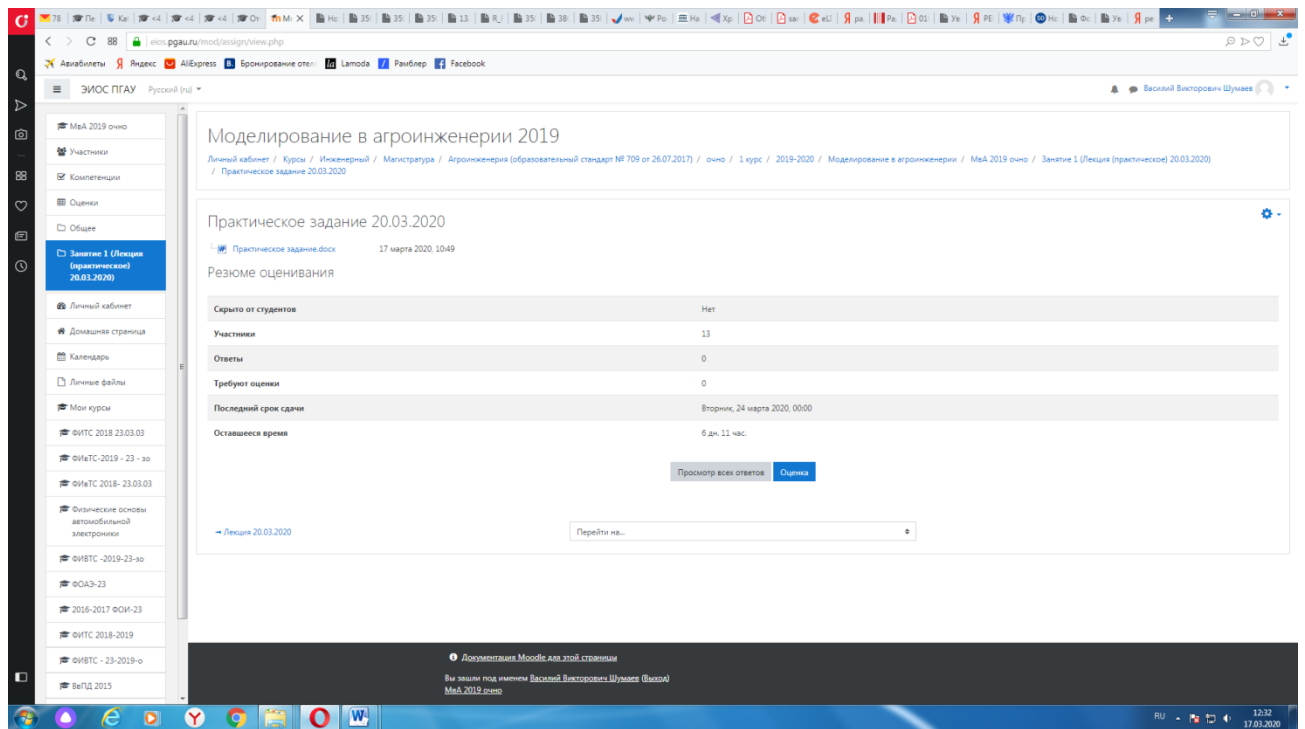 eios.pgau.ru/mod/assign/view.php
Авиабилеты Яндекс AliExpress Бронирование отел Lamoda Рамблер Facebook
ЭИОС ПГАУ Русский (ru)
Василий Викторович Шумаев
МвА 2019 очно
Участники
Компетенции
Оценки
Общее
Занятие 1 (Лекция
(практическое)
20.03.2020)
Личный кабинет
Домашняя страница
Календарь
Личные файлы
Мои курсы
ФИТС 2018 23.03.03
ФИвТС-2019 - 23 - зо
ФИвТС 2018- 23.03.03
Физические основы
автомобильной
электроники
ФИВТС -2019-23-зо
ФОАЭ-23
2016-2017 ФОИ-23
ФИТС 2018-2019
ФИВТС - 23-2019-о
ВеПД 2015
Моделирование в агроинженерии 2019
Личный кабинет / Курсы / Инженерный / Магистратура / Агроинженерия (образовательный стандарт № 709 от 26.07.2017) / очно / 1 курс / 2019-2020 / Моделирование в агроинженерии / МвА 2019 очно / Занятие 1 (Лекция (практическое) 20.03.2020)
/ Практическое задание 20.03.2020
Практическое задание 20.03.2020
Практическое задание.docx 17 марта 2020, 10:49
Резюме оценивания
Скрыто от студентов Нет
Участники 13
Ответы 0
Требуют оценки 0
Последний срок сдачи Вторник, 24 марта 2020, 00:00
Оставшееся время 6 дн. 11 час.
Просмотр всех ответов Оценка
→ Лекция 20.03.2020 Перейти на...
Документация Moodle для этой страницы
Вы зашли под именем Василий Викторович Шумаев (Выход)
МвА 2019 очно
RU 12:32
17.03.2020